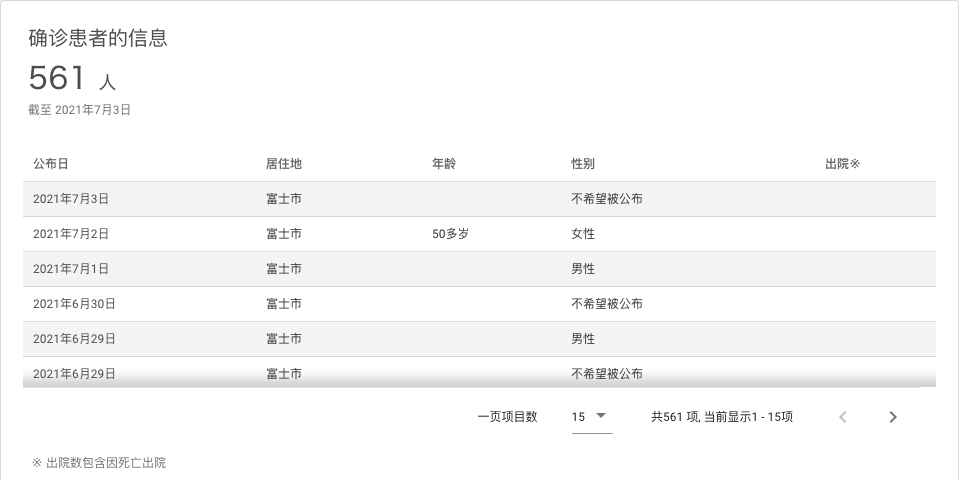 确诊患者的信息
561 人
截至 2021年7月3日
公布日 居住地 年龄 性别 出院※
2021年7月3日 富士市 不希望被公布
2021年7月2日 富士市 50多岁 女性
2021年7月1日 富士市 男性
2021年6月30日 富士市 不希望被公布
2021年6月29日 富士市 男性
2021年6月29日 富士市 不希望被公布
一页项目数 15 共561 项, 当前显示1 - 15项
※ 出院数包含因死亡出院